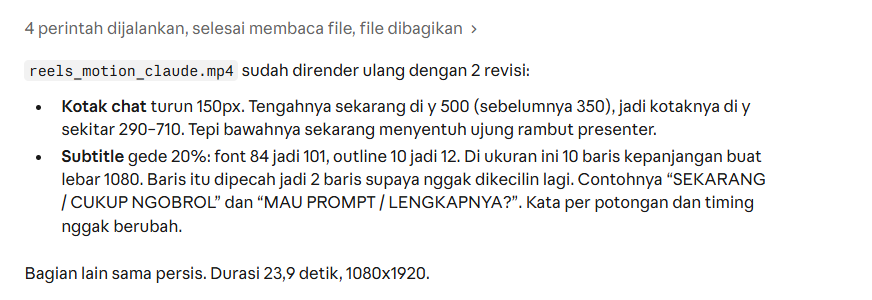 4 perintah dijalankan, selesai membaca file, file dibagikan >
reels_motion_claude.mp4 sudah dirender ulang dengan 2 revisi:
• Kotak chat turun 150px. Tengahnya sekarang di y 500 (sebelumnya 350), jadi kotaknya di y
sekitar 290–710. Tepi bawahnya sekarang menyentuh ujung rambut presenter.
• Subtitle gede 20%: font 84 jadi 101, outline 10 jadi 12. Di ukuran ini 10 baris kepanjangan buat
lebar 1080. Baris itu dipecah jadi 2 baris supaya nggak dikecilin lagi. Contohnya “SEKARANG
/ CUKUP NGOBROL” dan “MAU PROMPT / LENGKAPNYA?”. Kata per potongan dan timing
nggak berubah.
Bagian lain sama persis. Durasi 23,9 detik, 1080x1920.